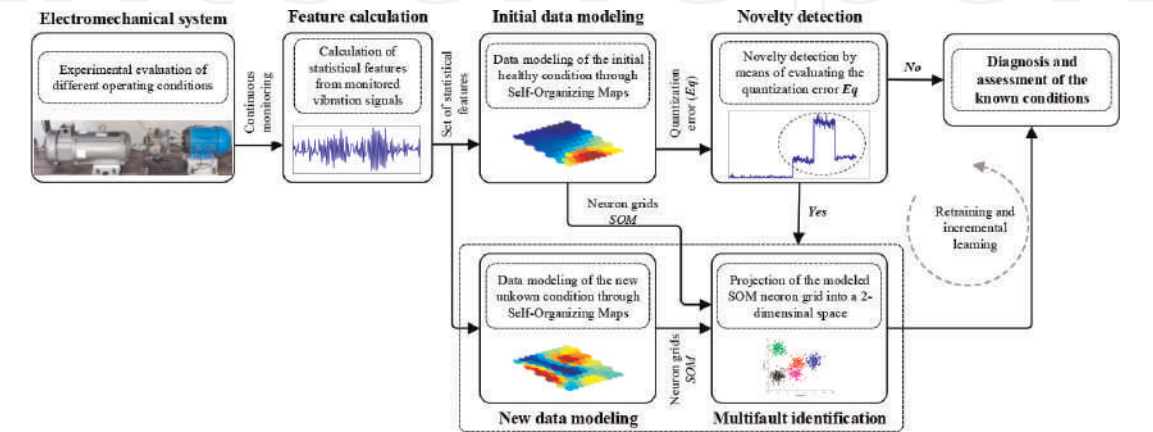 Electromechanical system
Experimental evaluation of
different operating conditions
Continuous
monitoring
Feature calculation
Calculation of
statistical features
from monitored
vibration signals
Set of statistical
features
Initial data modeling
Data modeling of the initial
healthy condition through
Self-Organizing Maps
Quantization
error (Eq)
Novelty detection
Novelty detection by
means of evaluating the
quantization error Eq
No
Diagnosis and
assessment of the
known conditions
Neuron grids
SOM
Yes
Retraining and
incremental
learning
Data modeling of the new
unkown condition through
Self-Organizing Maps
New data modeling
Neuron grids
SOM
Projection of the modeled
SOM neuron grid into a 2-
dimensinal space
Multifault identification